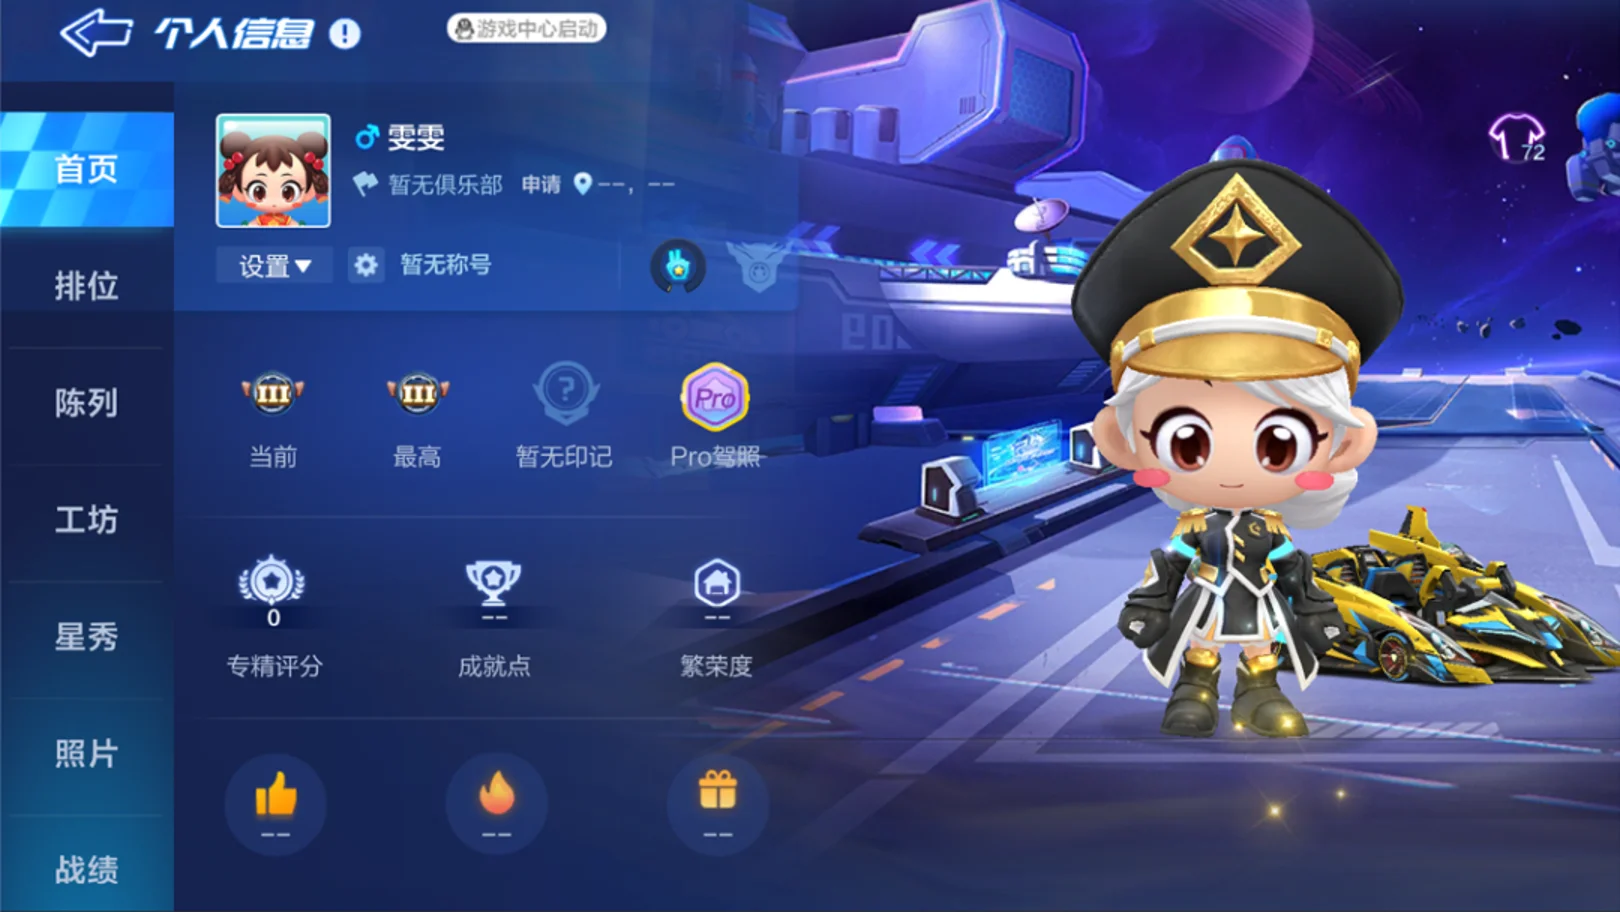 个人信息
游戏中心启动
首页
排位
陈列
工坊
星秀
照片
战绩
雯雯
暂无俱乐部 申请 --, --
设置 暂无称号
72
III III ? Pro
当前 最高 暂无印记 Pro驾照
0 -- --
专精评分 成就点 繁荣度
-- -- --